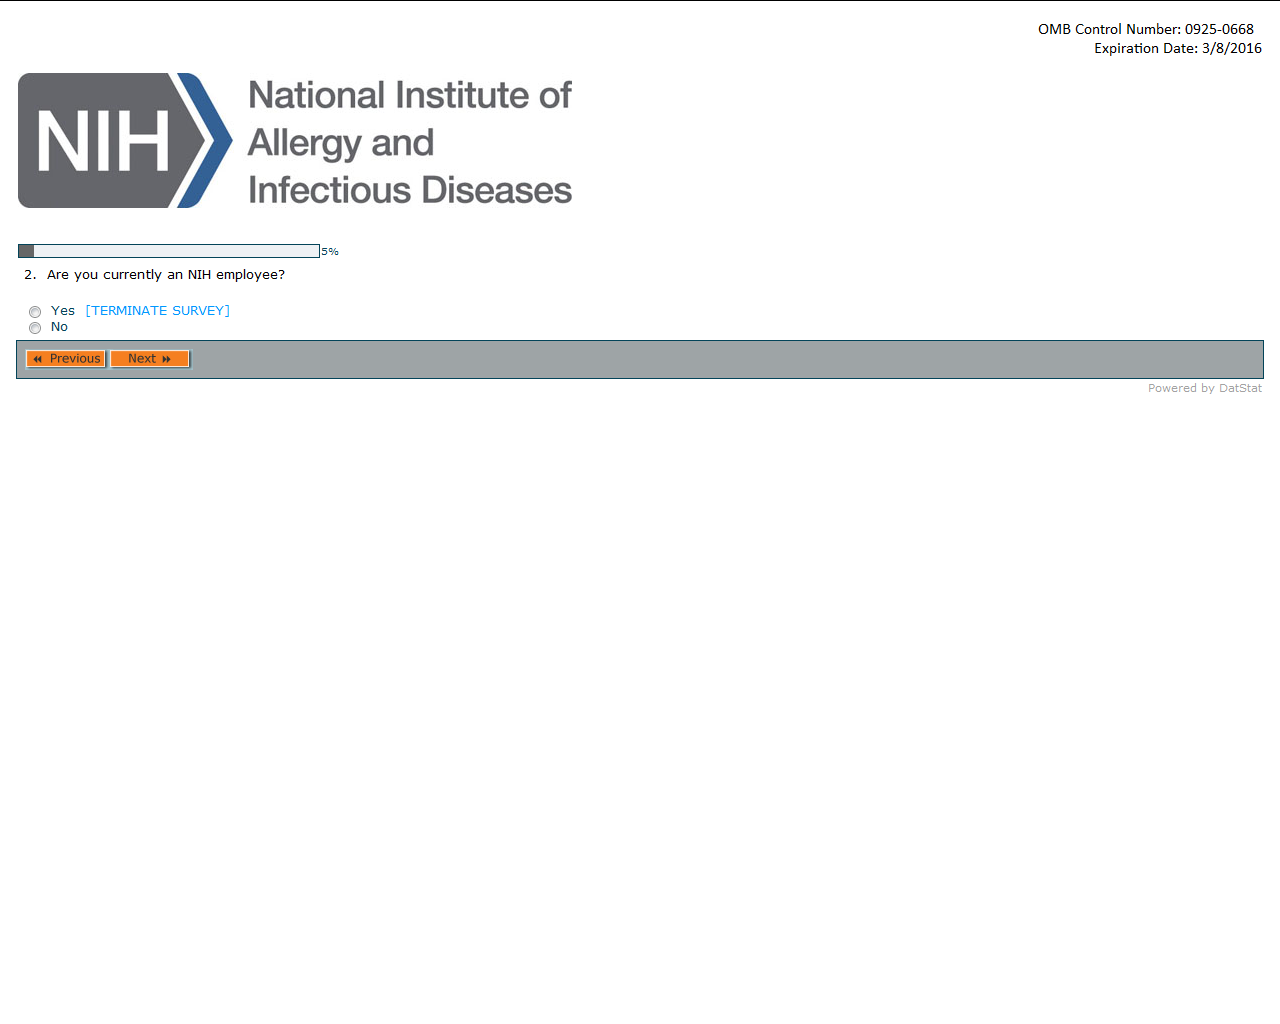 OMB Control Number: 0925-0668
Expiration Date: 3/8/2016
NIH
National Institute of
Allergy and
Infectious Diseases
5%
2. Are you currently an NIH employee?
Yes [TERMINATE SURVEY]
No
Previous Next
Powered by DatStat